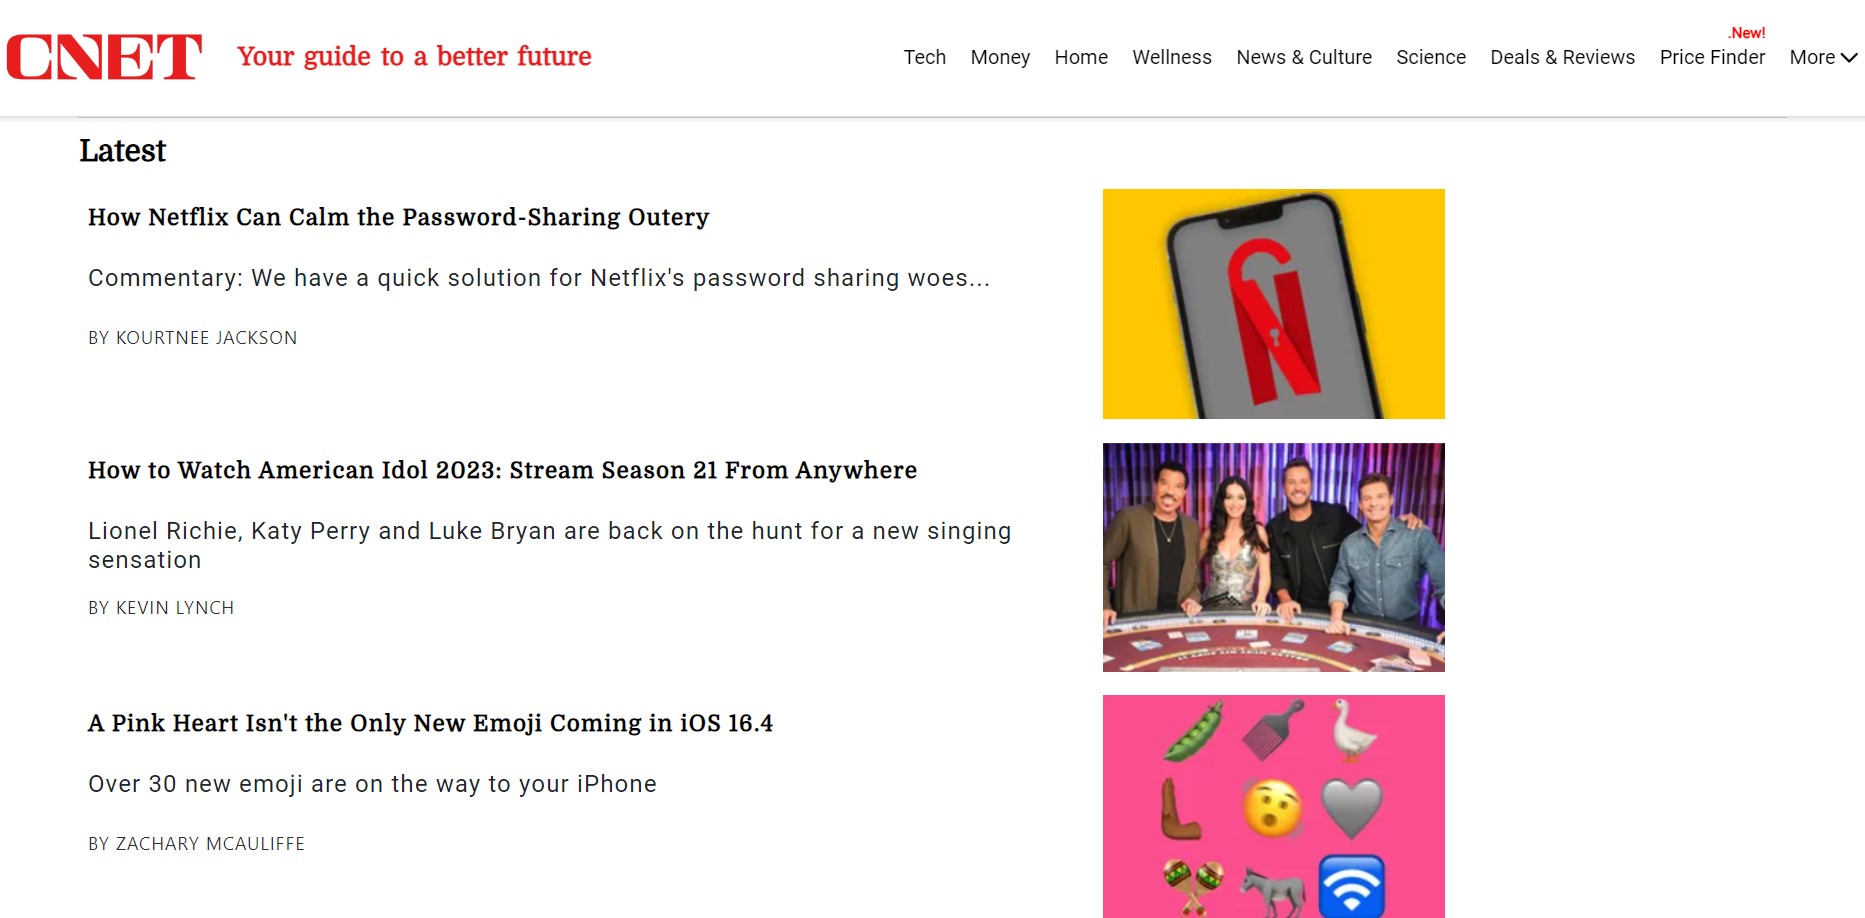 CNET
Your guide to a better future
.New!
Tech Money Home Wellness News & Culture Science Deals & Reviews Price Finder More
Latest
How Netflix Can Calm the Password-Sharing Outery
Commentary: We have a quick solution for Netflix's password sharing woes...
BY KOURTNEE JACKSON
How to Watch American Idol 2023: Stream Season 21 From Anywhere
Lionel Richie, Katy Perry and Luke Bryan are back on the hunt for a new singing
sensation
BY KEVIN LYNCH
A Pink Heart Isn't the Only New Emoji Coming in iOS 16.4
Over 30 new emoji are on the way to your iPhone
BY ZACHARY MCAULIFFE